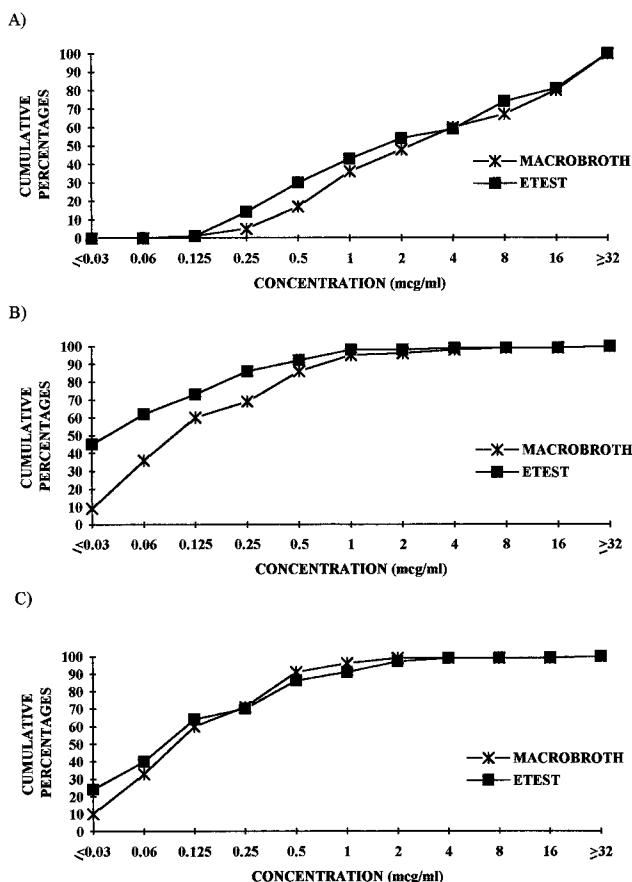 A)
CUMULATIVE
PERCENTAGES
100
90
80
70
60
50
40
30
20
10
0
MACROBROTH
ETEST
≤0.03 0.06 0.125 0.25 0.5 1 2 4 8 16 ≥32
CONCENTRATION (mcg/ml)
B)
CUMULATIVE
PERCENTAGES
100
90
80
70
60
50
40
30
20
10
0
MACROBROTH
ETEST
≤0.03 0.06 0.125 0.25 0.5 1 2 4 8 16 ≥32
CONCENTRATION (mcg/ml)
C)
CUMULATIVE
PERCENTAGES
100
90
80
70
60
50
40
30
20
10
0
MACROBROTH
ETEST
≤0.03 0.06 0.125 0.25 0.5 1 2 4 8 16 ≥32
CONCENTRATION (mcg/ml)